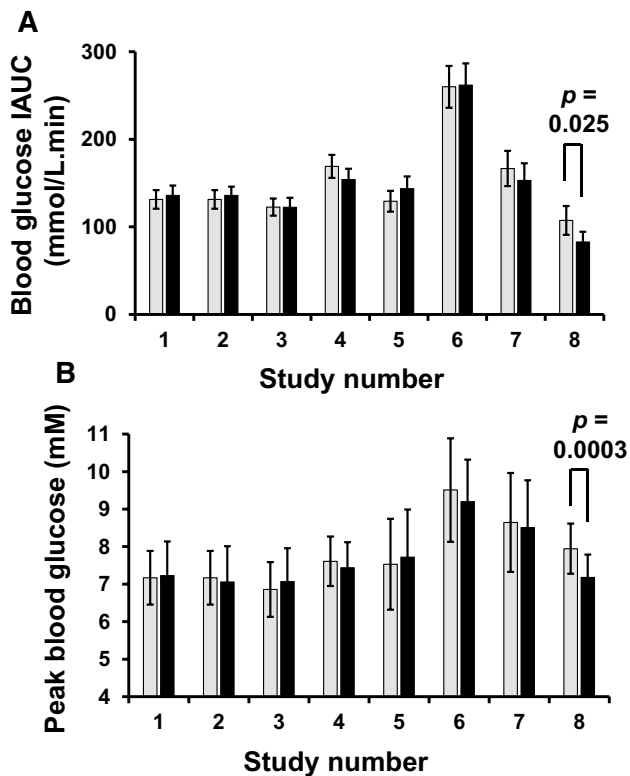 A
Blood glucose IAUC
(mmol/L.min)
300
200
100
0
p =
0.025
1 2 3 4 5 6 7 8
Study number
B
Peak blood glucose (mM)
11
10
9
8
7
6
5
4
p =
0.0003
1 2 3 4 5 6 7 8
Study number